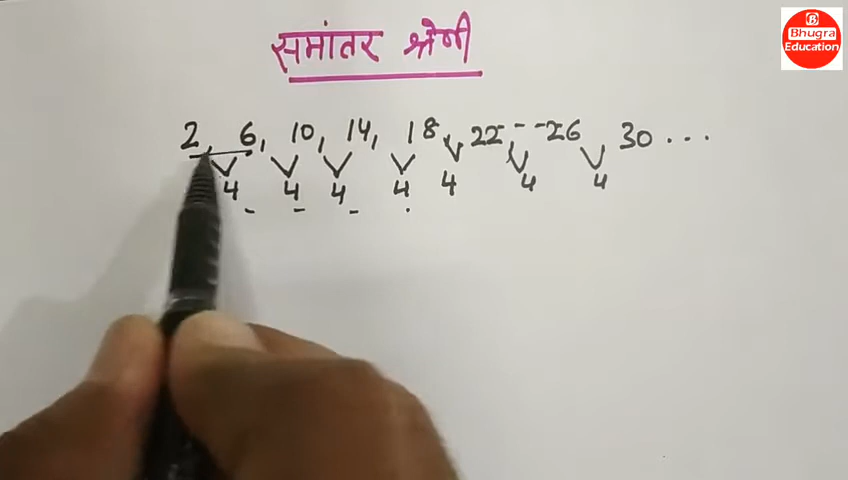 समांतर श्रेणी
B
Bhugra
Education
2, 6, 10, 14, 18, 22 - - - 26 30 ...
4 4 4 4 4 4 4